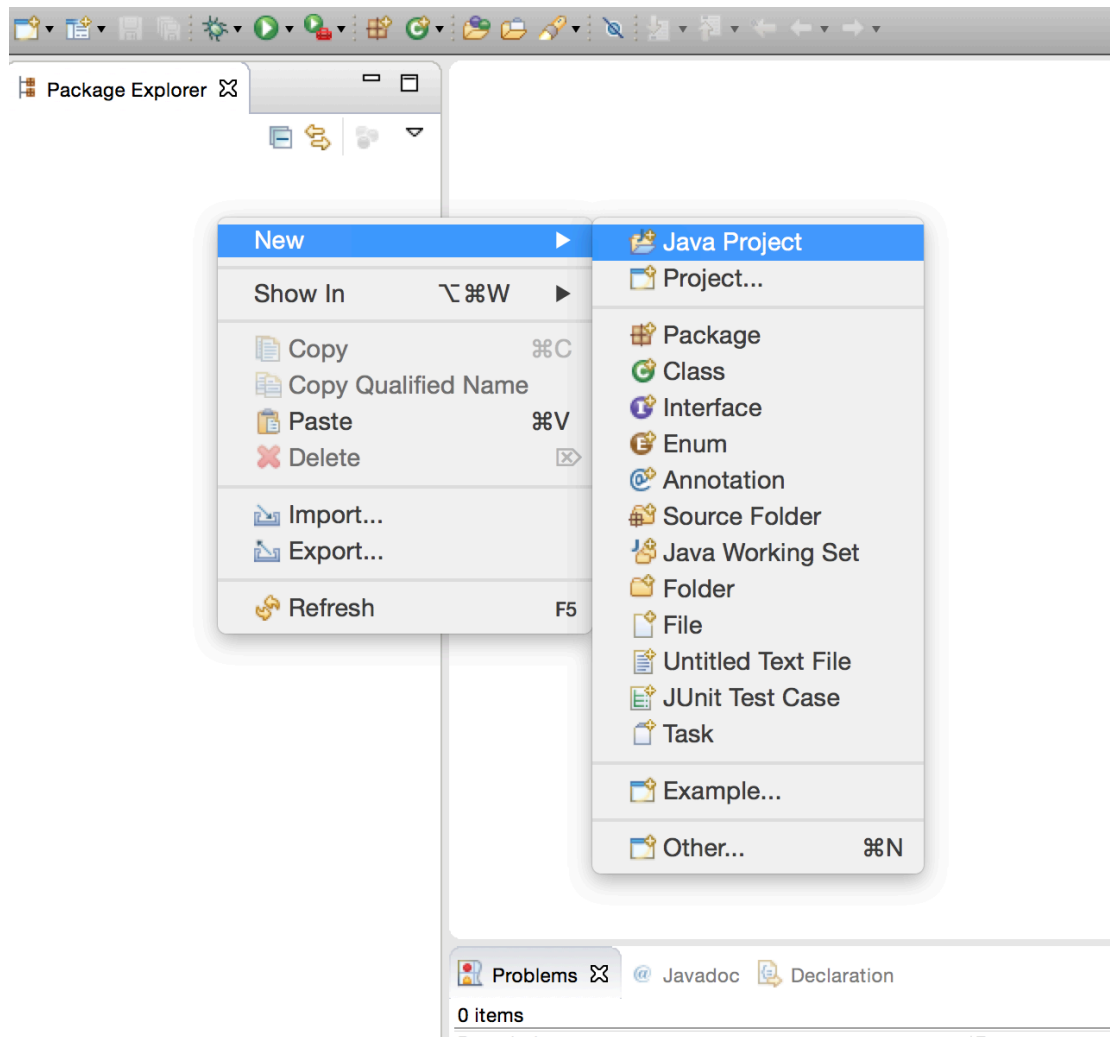 Package Explorer
New
Show In ⌥⌘W
Copy ⌘C
Copy Qualified Name
Paste ⌘V
Delete ⌦
Import...
Export...
Refresh F5
Java Project
Project...
Package
Class
Interface
Enum
Annotation
Source Folder
Java Working Set
Folder
File
Untitled Text File
JUnit Test Case
Task
Example...
Other... ⌘N
Problems @ Javadoc Declaration
0 items